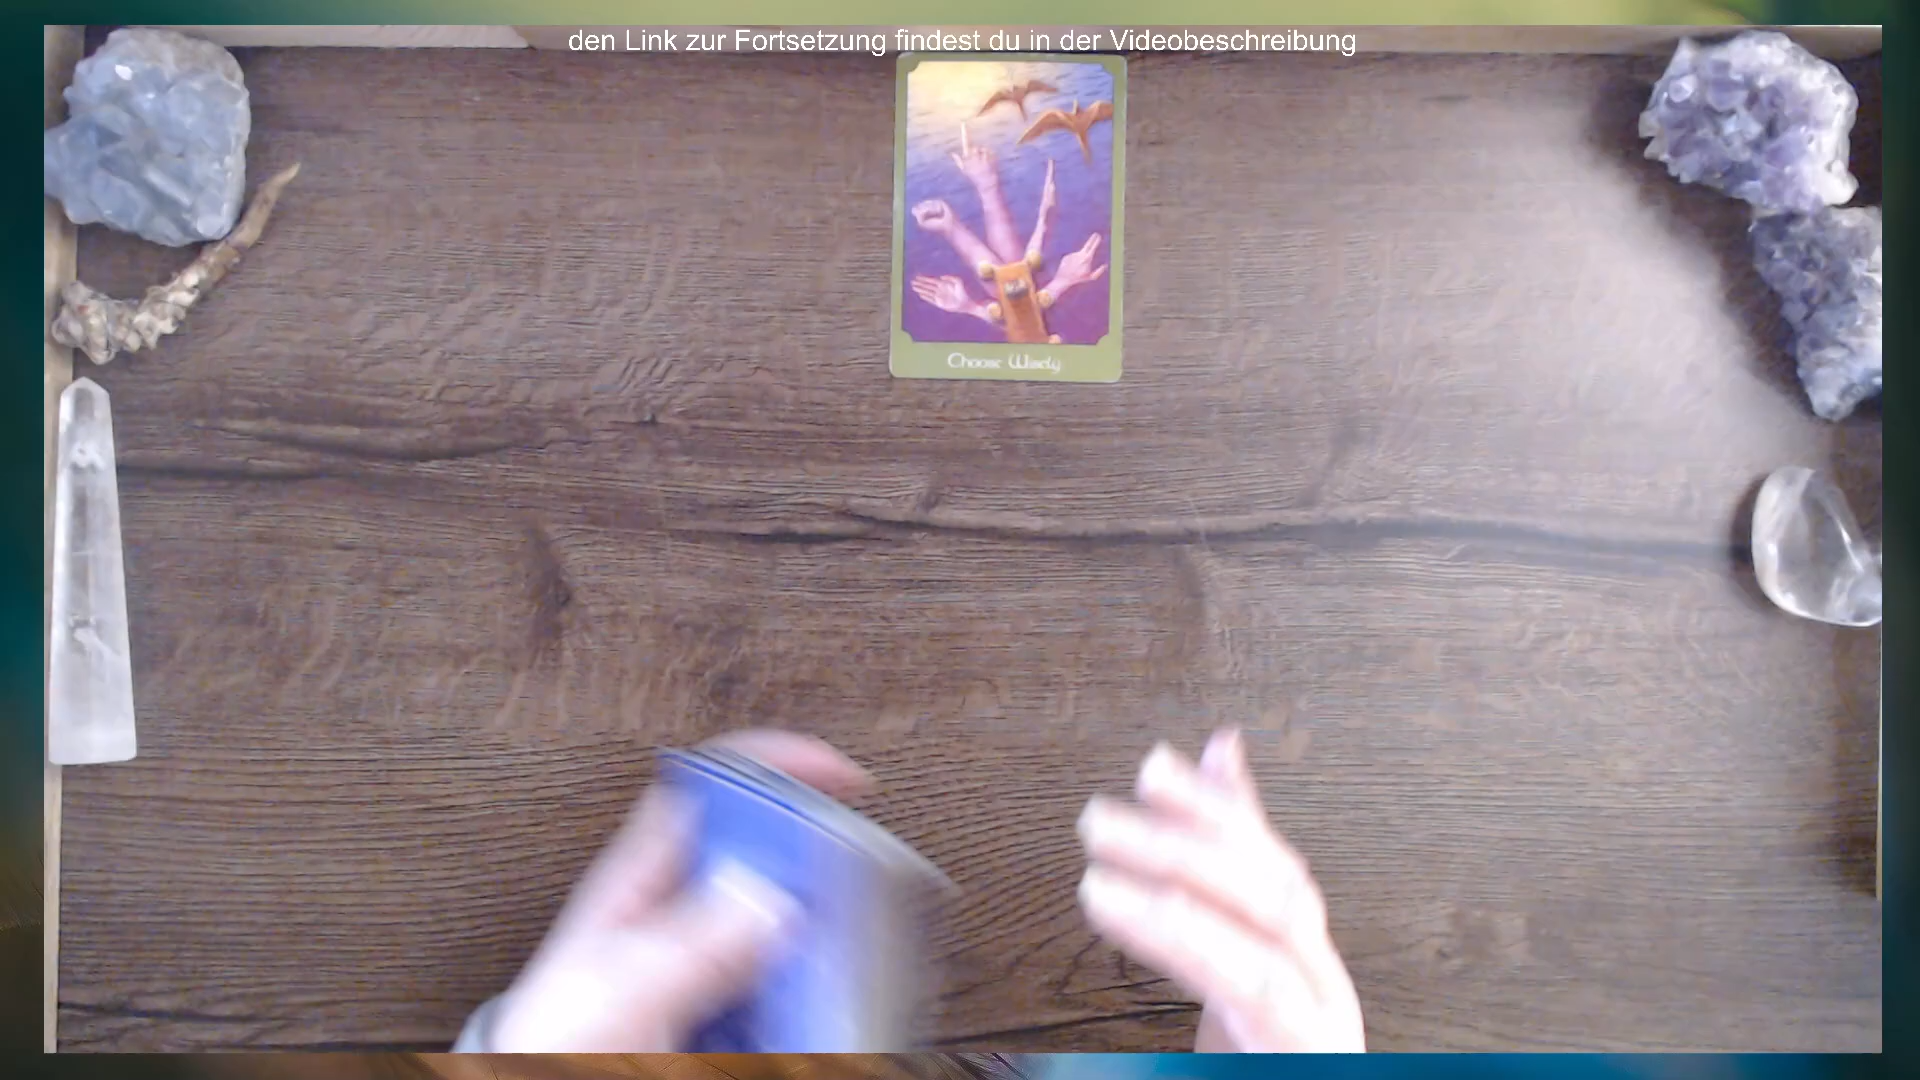 den Link zur Fortsetzung findest du in der Videobeschreibung
Choose Wisely